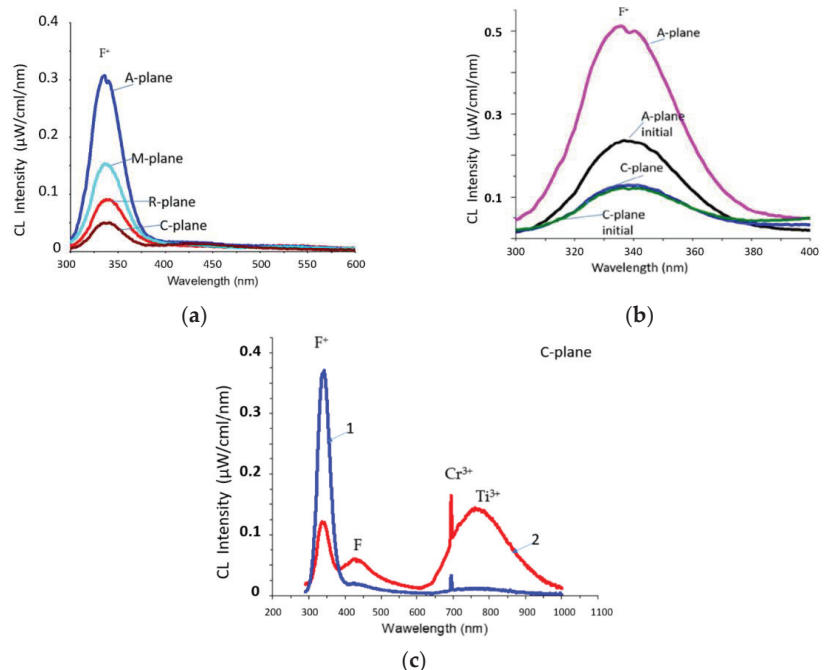 F⁺
CL Intensity (µW/cml/nm)
0.4
0.3
0.2
0.1
0
A-plane
M-plane
R-plane
C-plane
300 350 400 450 500 550 600
Wavelength (nm)
(a)
F⁺
CL Intensity (µW/cml/nm)
0.5
0.3
0.1
A-plane
A-plane
initial
C-plane
C-plane
initial
300 320 340 360 380 400
Wavelength (nm)
(b)
F⁺
C-plane
CL Intensity (µW/cml/nm)
0.4
0.3
0.2
0.1
0
1
F
Cr³⁺
Ti³⁺
2
200 300 400 500 600 700 800 900 1000 1100
Wawelength (nm)
(c)